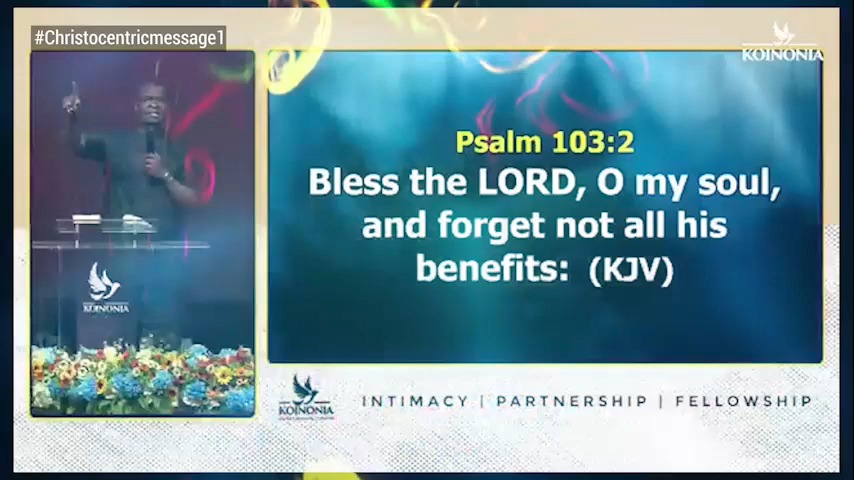 #Christocentricmessage1
KOINONIA
Psalm 103:2
Bless the LORD, O my soul,
and forget not all his
benefits: (KJV)
KOINONIA
KOINONIA
INTIMACY | PARTNERSHIP | FELLOWSHIP